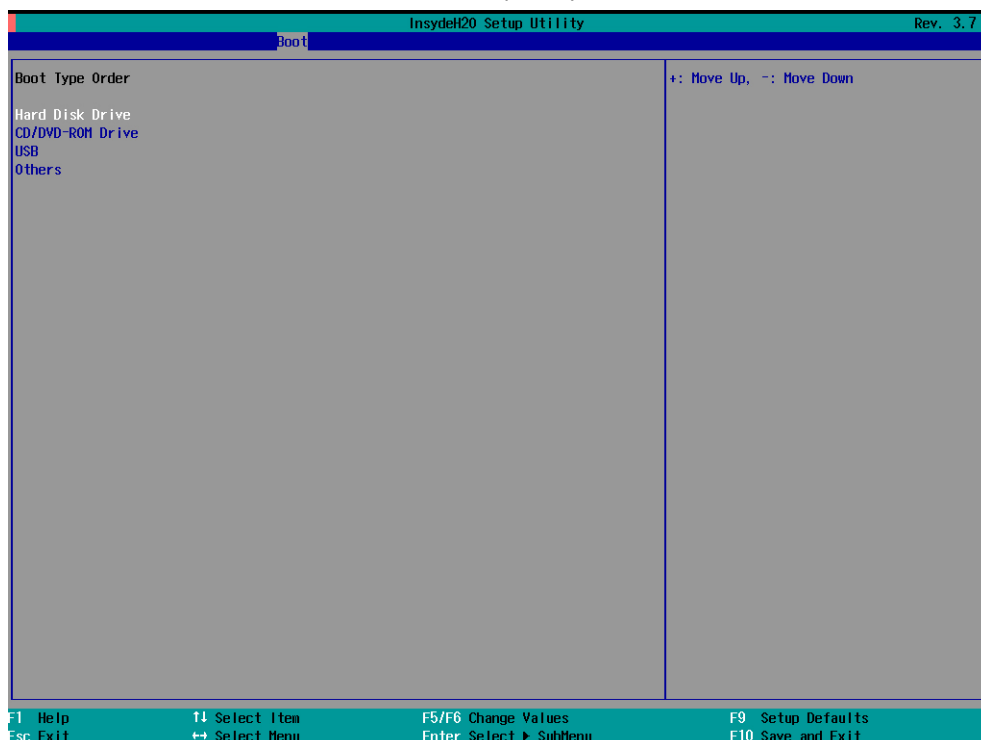 InsydeH20 Setup Utility Rev. 3.7
Boot
Boot Type Order
+: Move Up, -: Move Down
Hard Disk Drive
CD/DVD-ROM Drive
USB
Others
F1 Help ↑↓ Select Item F5/F6 Change Values F9 Setup Defaults
Esc Exit ↔ Select Menu Enter Select ▶ SubMenu F10 Save and Exit